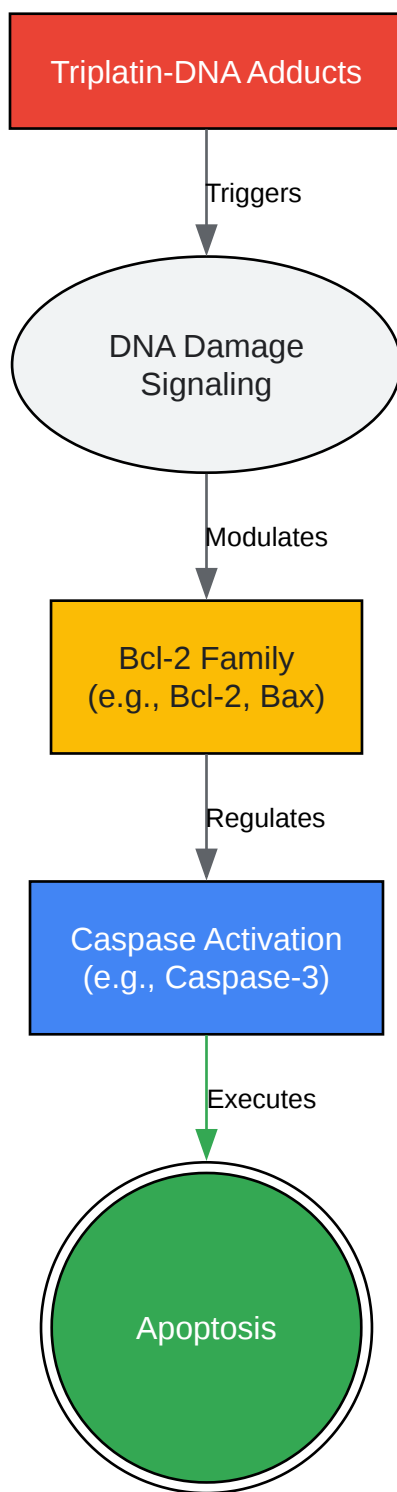 Triplatin-DNA Adducts
Triggers
DNA Damage
Signaling
Modulates
Bcl-2 Family
(e.g., Bcl-2, Bax)
Regulates
Caspase Activation
(e.g., Caspase-3)
Executes
Apoptosis